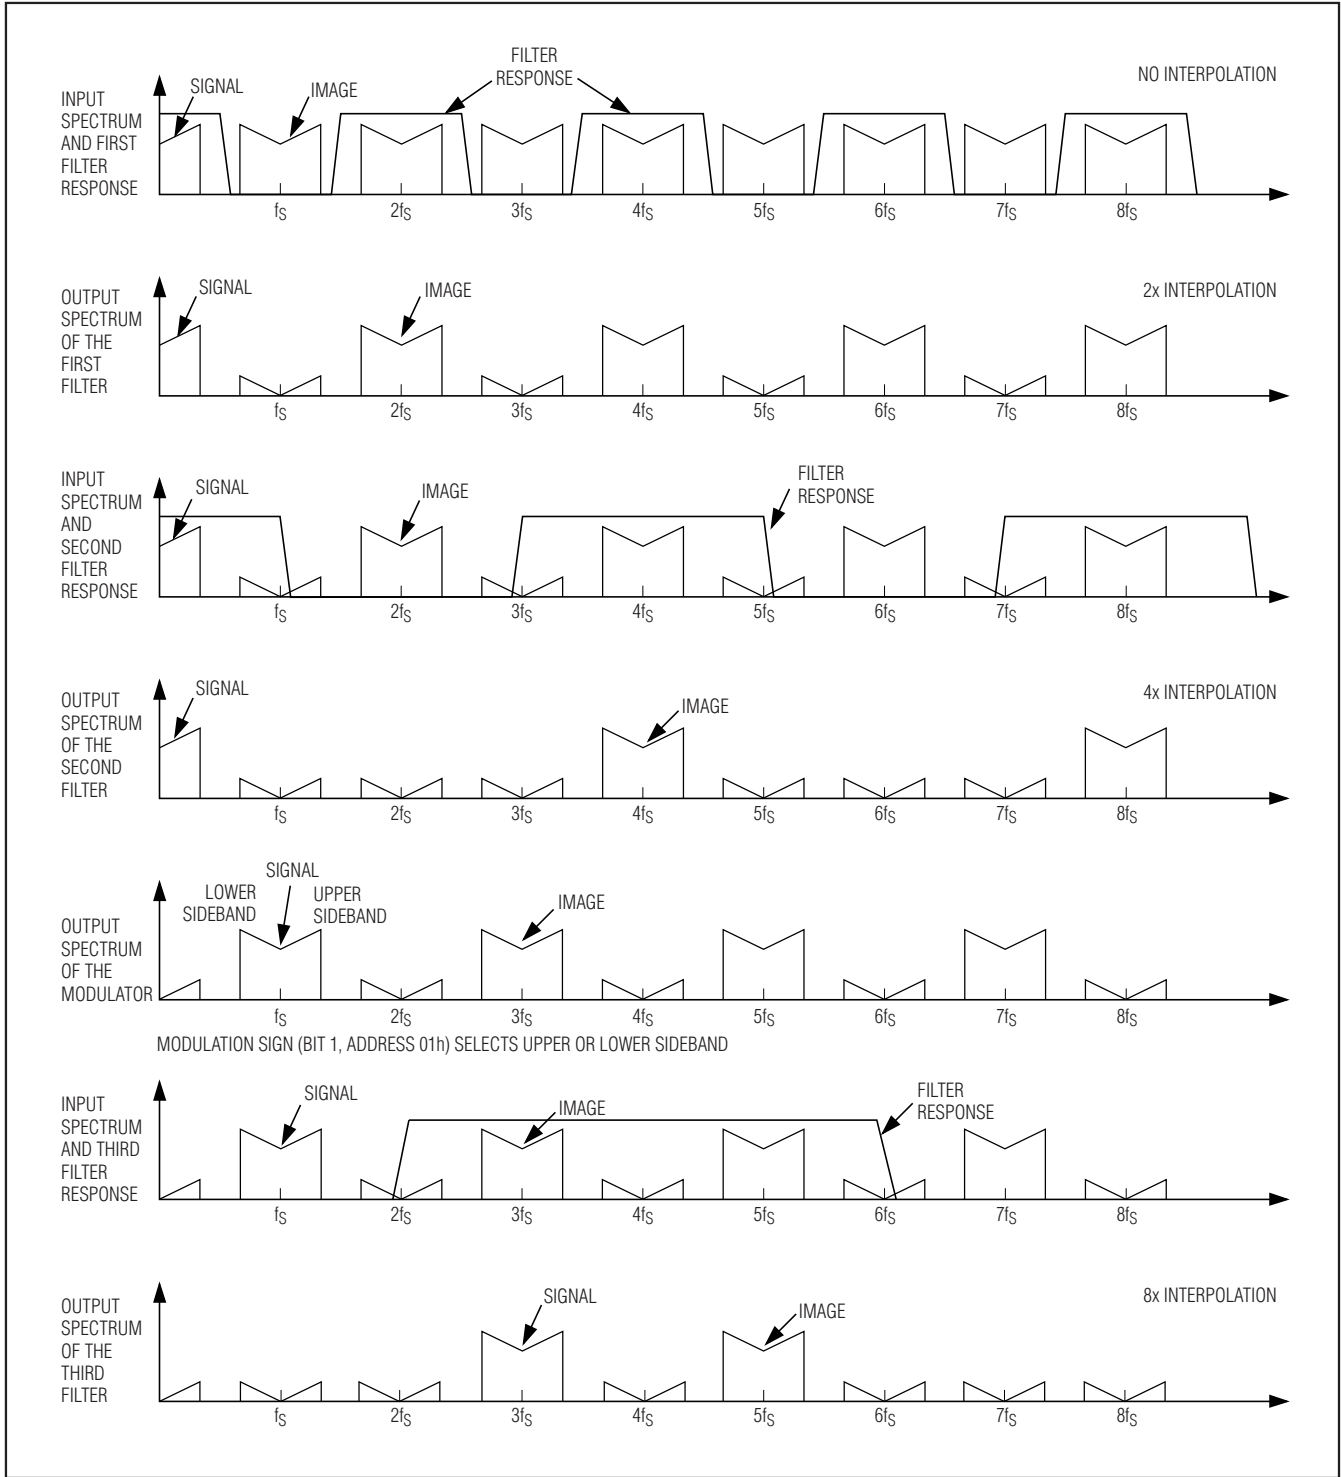 FILTER
RESPONSE
NO INTERPOLATION
SIGNAL
IMAGE
INPUT
SPECTRUM
AND FIRST
FILTER
RESPONSE
fS 2fS 3fS 4fS 5fS 6fS 7fS 8fS
SIGNAL
IMAGE
2x INTERPOLATION
OUTPUT
SPECTRUM
OF THE
FIRST
FILTER
fS 2fS 3fS 4fS 5fS 6fS 7fS 8fS
INPUT
SPECTRUM
AND
SECOND
FILTER
RESPONSE
SIGNAL
IMAGE
FILTER
RESPONSE
fS 2fS 3fS 4fS 5fS 6fS 7fS 8fS
SIGNAL
IMAGE
4x INTERPOLATION
OUTPUT
SPECTRUM
OF THE
SECOND
FILTER
fS 2fS 3fS 4fS 5fS 6fS 7fS 8fS
SIGNAL
LOWER
SIDEBAND
UPPER
SIDEBAND
IMAGE
OUTPUT
SPECTRUM
OF THE
MODULATOR
fS 2fS 3fS 4fS 5fS 6fS 7fS 8fS
MODULATION SIGN (BIT 1, ADDRESS 01h) SELECTS UPPER OR LOWER SIDEBAND
INPUT
SPECTRUM
AND THIRD
FILTER
RESPONSE
SIGNAL
IMAGE
FILTER
RESPONSE
fS 2fS 3fS 4fS 5fS 6fS 7fS 8fS
SIGNAL
IMAGE
8x INTERPOLATION
OUTPUT
SPECTRUM
OF THE
THIRD
FILTER
fS 2fS 3fS 4fS 5fS 6fS 7fS 8fS